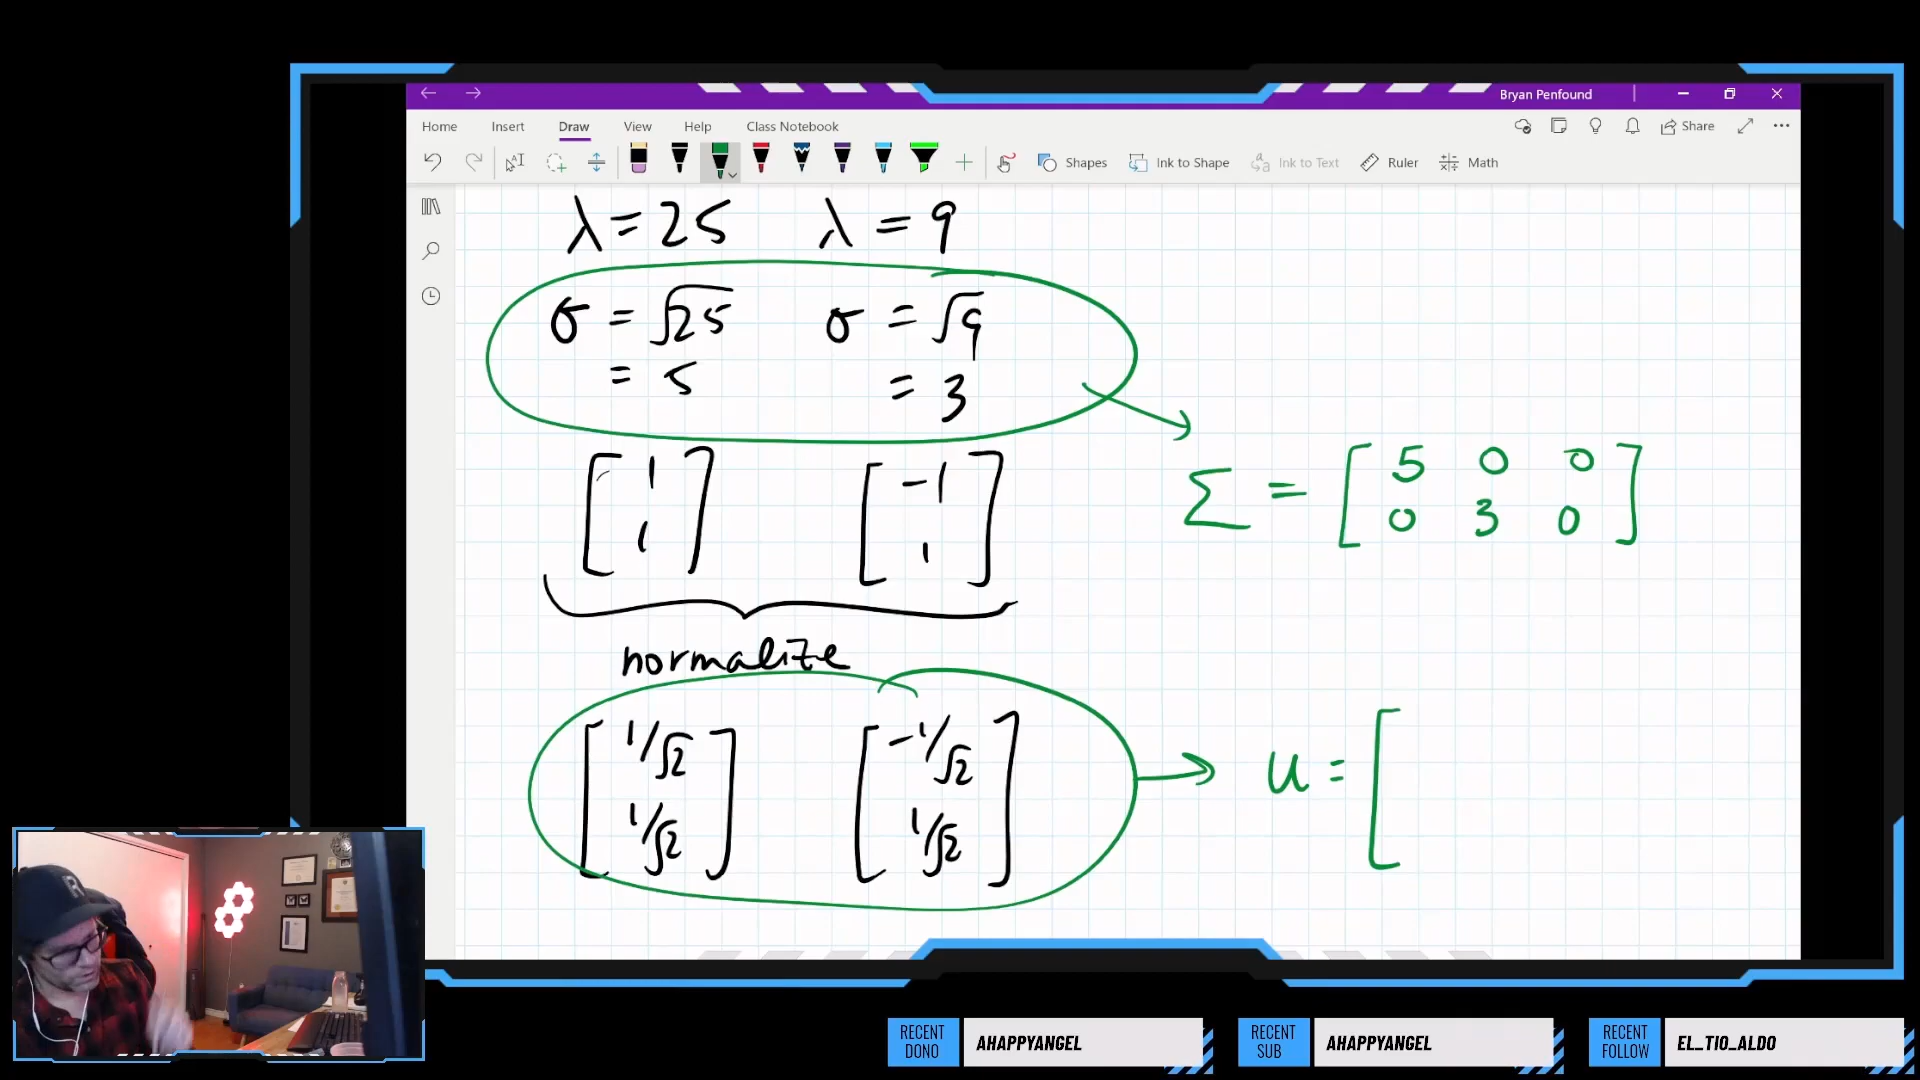 Bryan Penfound
Home Insert Draw View Help Class Notebook
Share
Shapes Ink to Shape Ink to Text Ruler Math
λ = 25 λ = 9
σ = √25 σ = √9
= 5 = 3
[ 1 [ -1
1 ] 1 ]
Σ = [ 5 0 0
0 3 0 ]
normalize
[ 1/√2 [ -1/√2
1/√2 ] 1/√2 ]
U = [
RECENT DONO AHAPPYANGEL
RECENT SUB AHAPPYANGEL
RECENT FOLLOW EL_TIO_ALDO